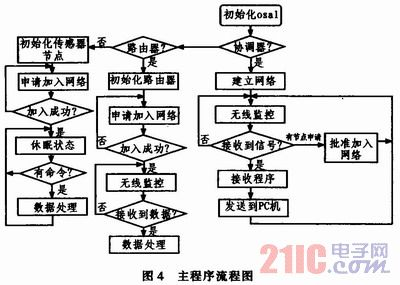 初始化osal
初始化传感器
节点
否
路由器?
否
协调器?
是
是
申请加入网络
初始化路由器
建立网络
加入成功?
申请加入网络
无线监控
是
否
加入成功?
否
接收到信号?
有节点申请
批准加入
网络
休眠状态
是
是
有命令?
无线监控
接收程序
是
否
接收到数据?
发送到PC机
数据处理
是
数据处理
21IC电子网
.com
图4 主程序流程图